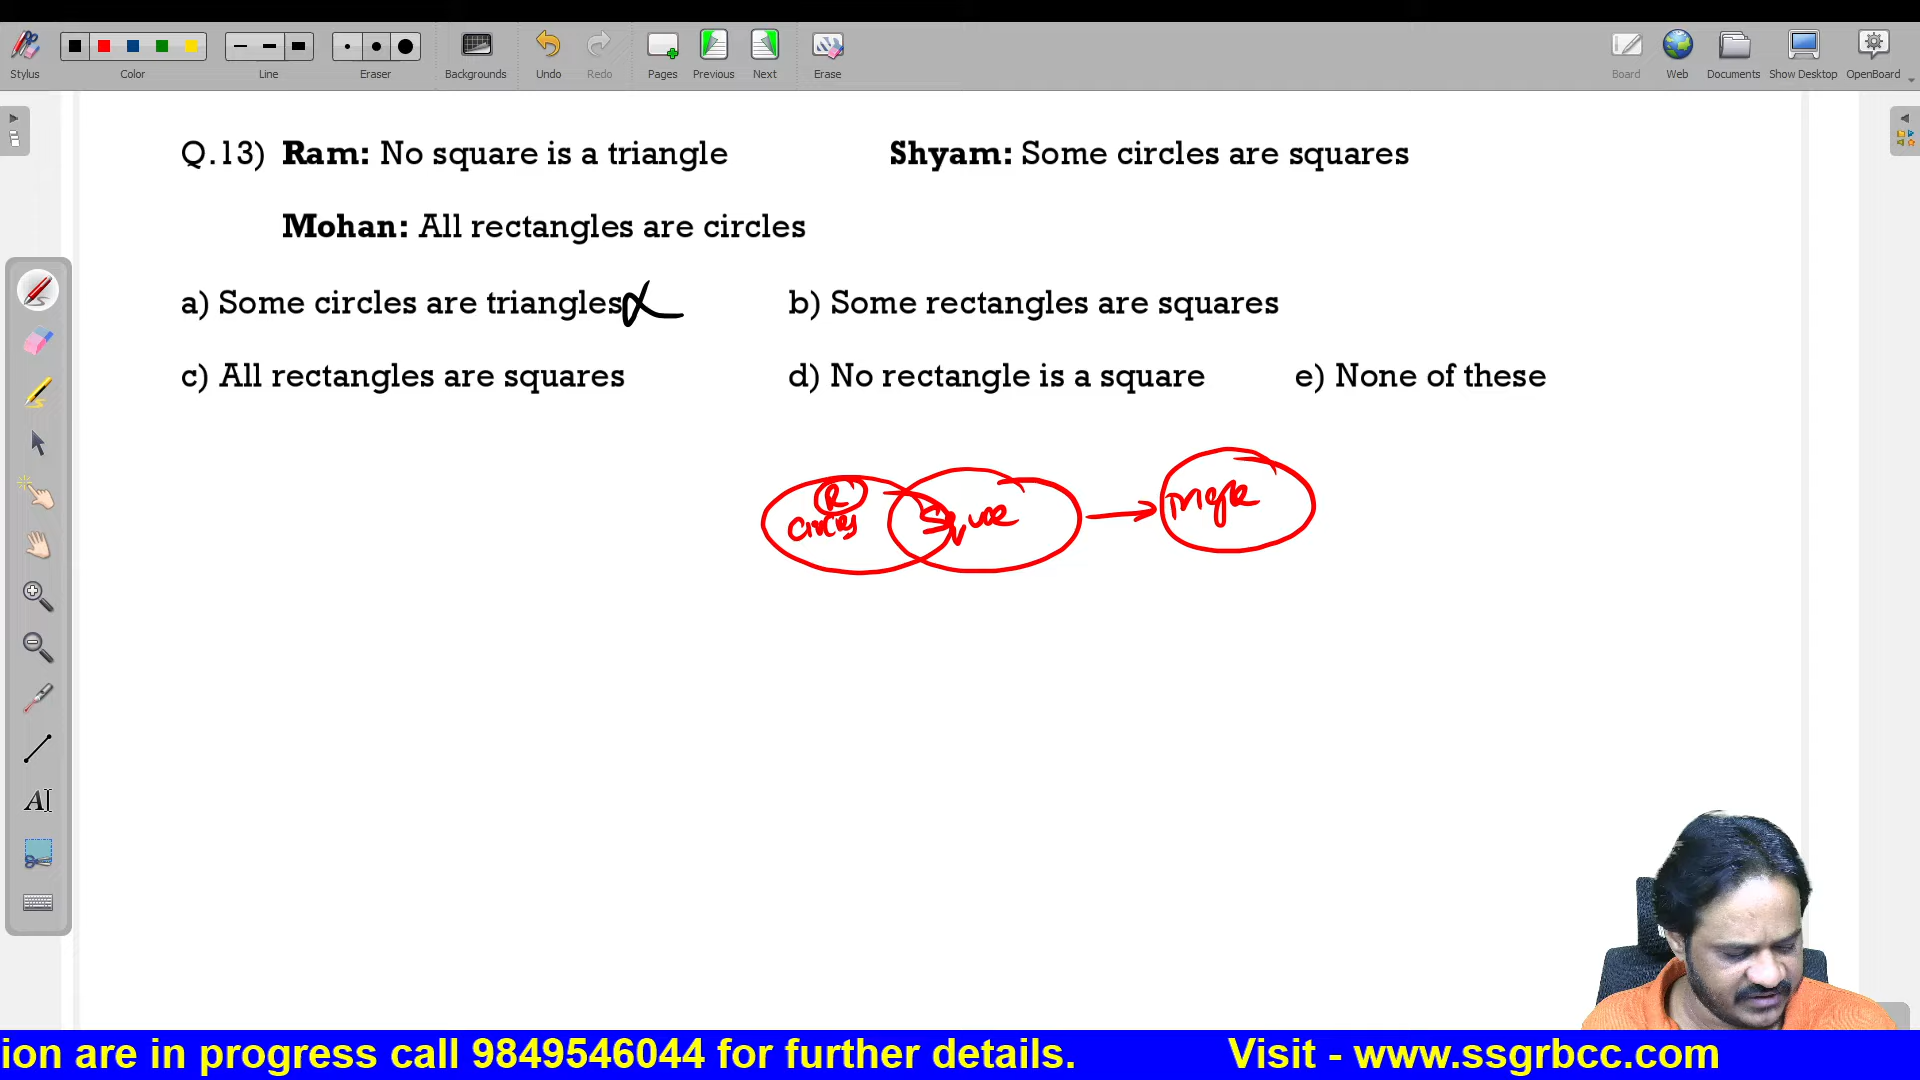 Stylus Color Line Eraser Backgrounds Undo Redo Pages Previous Next Erase Board Web Documents Show Desktop OpenBoard
Q.13) Ram: No square is a triangle Shyam: Some circles are squares
Mohan: All rectangles are circles
a) Some circles are triangles b) Some rectangles are squares
c) All rectangles are squares d) No rectangle is a square e) None of these
R
circles Square Triangle
ion are in progress call 9849546044 for further details. Visit - www.ssgrbcc.com